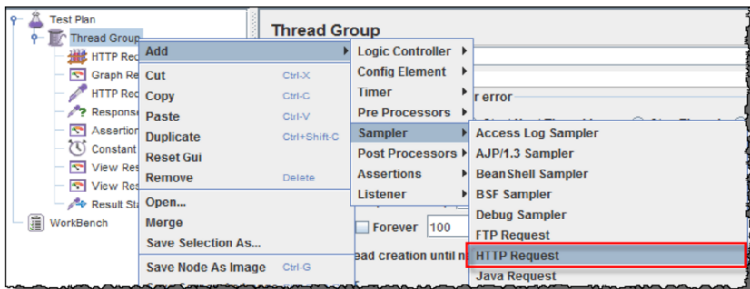 Test Plan
Thread Group
HTTP Req
Graph Re
HTTP Rec
Response
Assertion
Constant
View Res
View Res
Result Sta
WorkBench
Thread Group
r error
Forever 100
ead creation until n
Add
Cut Ctrl-X
Copy Ctrl-C
Paste Ctrl-V
Duplicate Ctrl+Shift-C
Reset Gui
Remove Delete
Open...
Merge
Save Selection As...
Save Node As Image Ctrl-G
Logic Controller
Config Element
Timer
Pre Processors
Sampler
Post Processors
Assertions
Listener
Access Log Sampler
AJP/1.3 Sampler
BeanShell Sampler
BSF Sampler
Debug Sampler
FTP Request
HTTP Request
Java Request